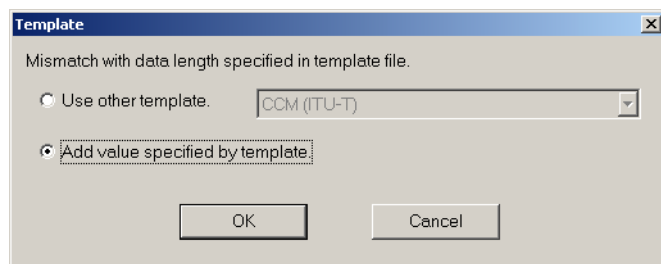 Template
Mismatch with data length specified in template file.
Use other template.
CCM (ITU-T)
Add value specified by template.
OK
Cancel